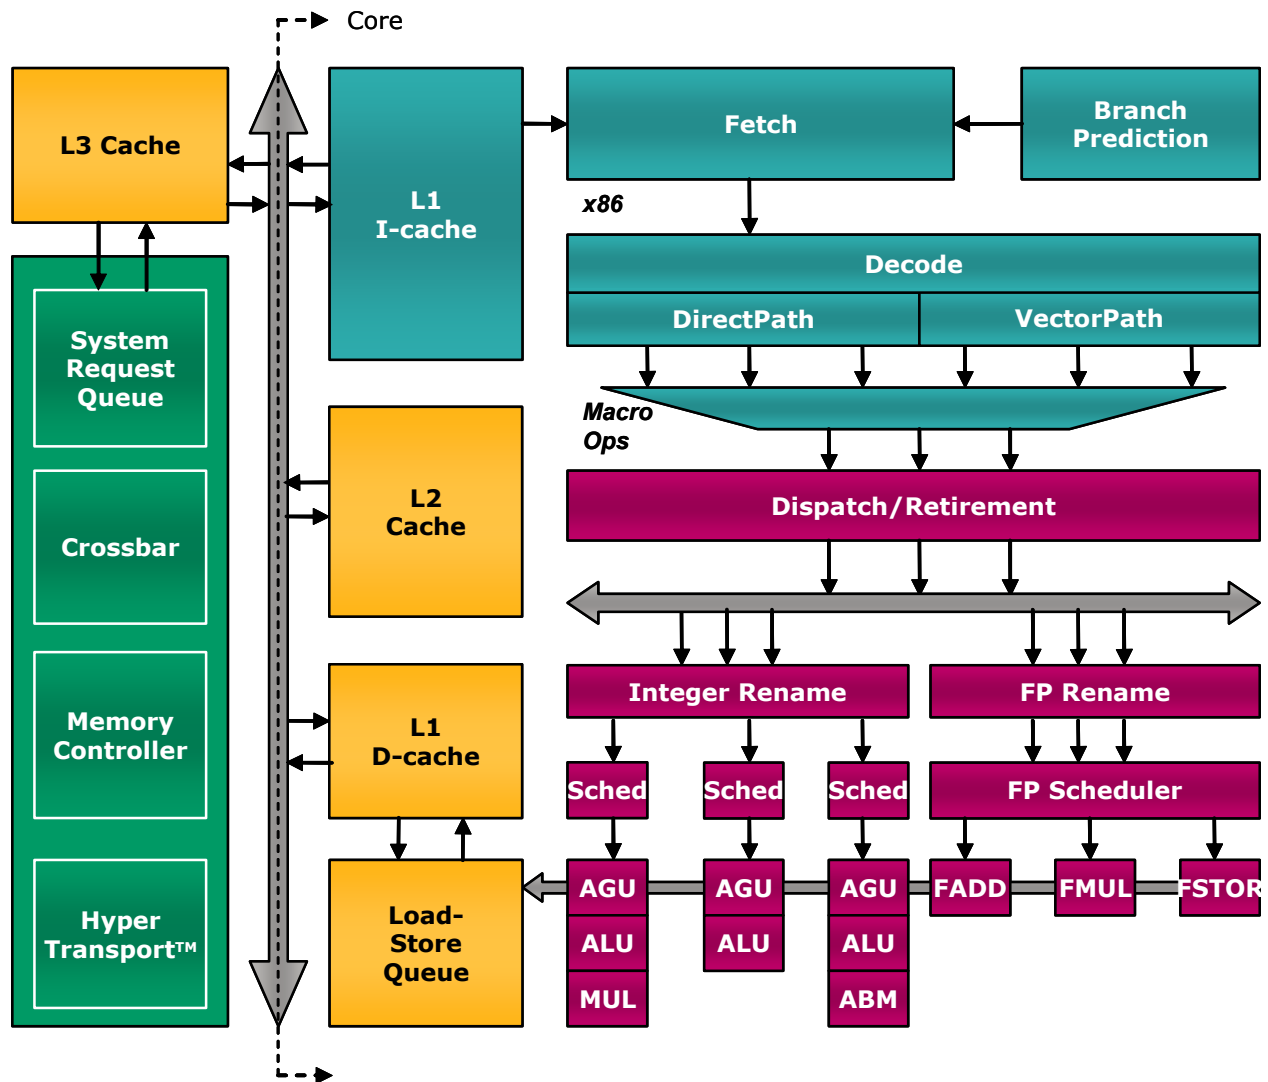 Core
L3 Cache
L1
I-cache
Fetch
Branch
Prediction
x86
Decode
DirectPath
VectorPath
System
Request
Queue
Macro
Ops
L2
Cache
Dispatch/Retirement
Crossbar
Integer Rename
FP Rename
Memory
Controller
L1
D-cache
Sched
Sched
Sched
FP Scheduler
Hyper
Transport™
Load-
Store
Queue
AGU
ALU
MUL
AGU
ALU
AGU
ALU
ABM
FADD
FMUL
FSTOR